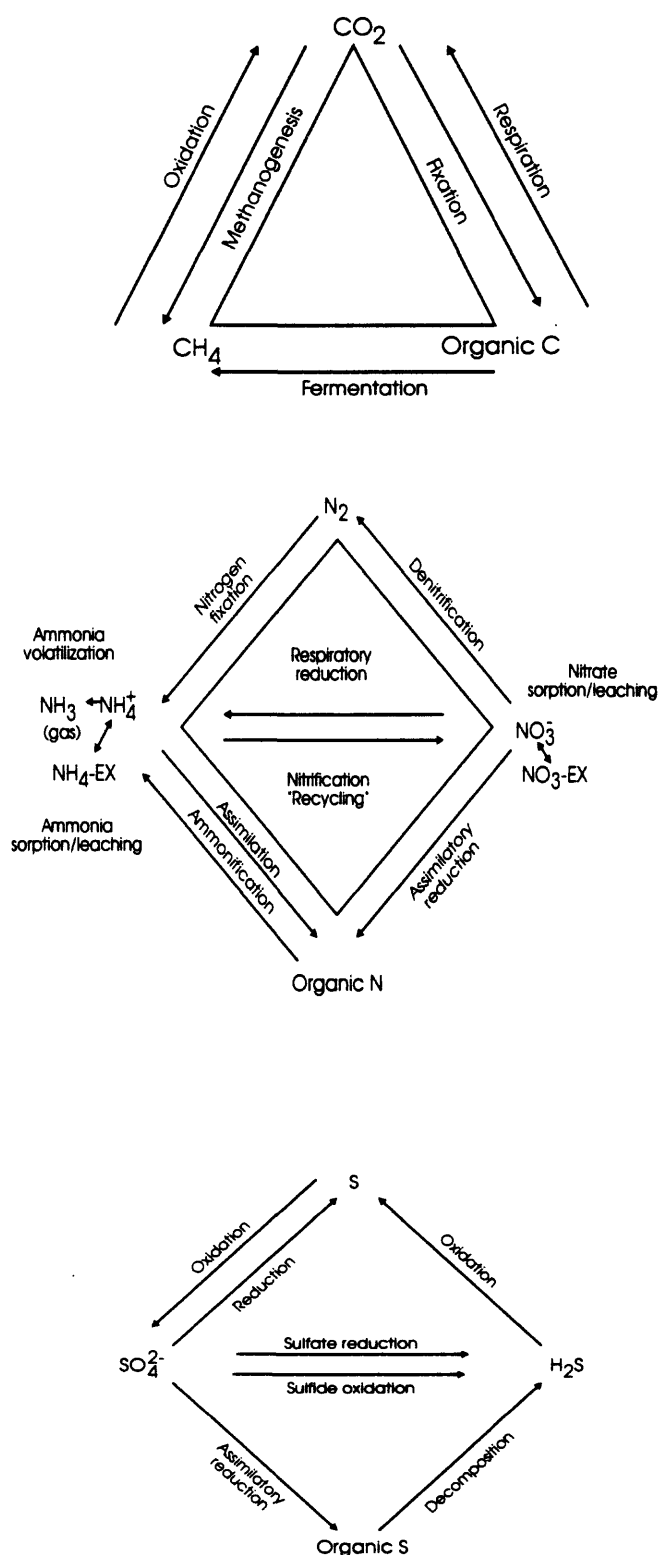 CO2
Oxidation
Methanogenesis
Fixation
Respiration
CH4
Organic C
Fermentation
N2
Nitrogen
fixation
Denitrification
Ammonia
volatilization
Respiratory
reduction
Nitrate
sorption/leaching
NH3
NH4+
(gas)
NO3-
NH4-EX
NO3-EX
Nitrification
"Recycling"
Ammonia
sorption/leaching
Assimilation
Ammonification
Assimilatory
reduction
Organic N
S
Oxidation
Reduction
Oxidation
SO42-
Sulfate reduction
Sulfide oxidation
H2S
Assimilatory
reduction
Decomposition
Organic S